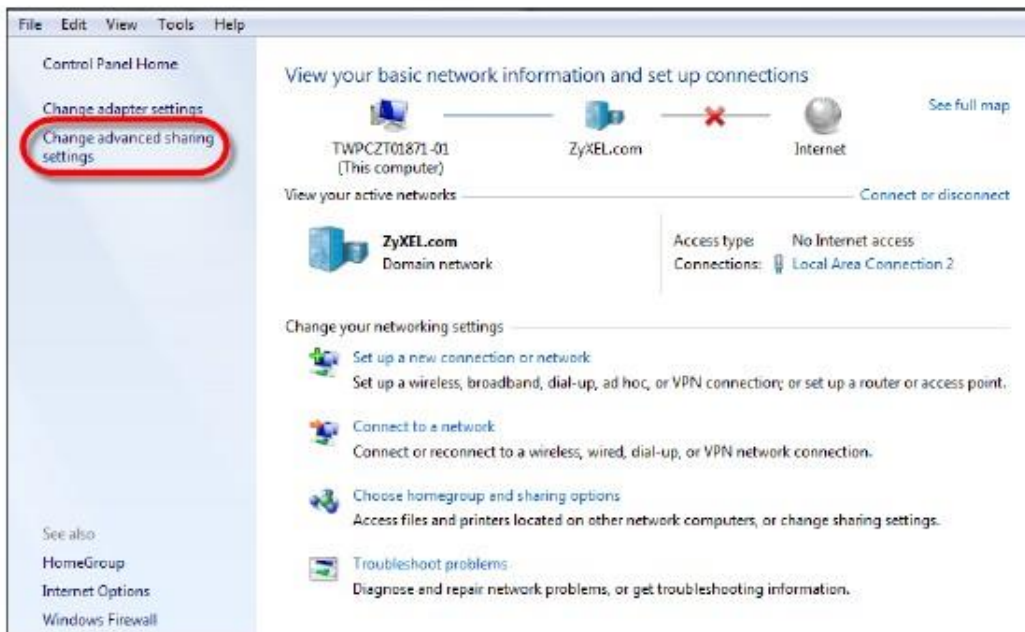 File Edit View Tools Help
Control Panel Home
Change adapter settings
Change advanced sharing
settings
See also
HomeGroup
Internet Options
Windows Firewall
View your basic network information and set up connections
See full map
TWPCZT01871-01
(This computer)
ZyXEL.com
Internet
View your active networks
Connect or disconnect
ZyXEL.com
Domain network
Access type: No Internet access
Connections: Local Area Connection 2
Change your networking settings
Set up a new connection or network
Set up a wireless, broadband, dial-up, ad hoc, or VPN connection; or set up a router or access point.
Connect to a network
Connect or reconnect to a wireless, wired, dial-up, or VPN network connection.
Choose homegroup and sharing options
Access files and printers located on other network computers, or change sharing settings.
Troubleshoot problems
Diagnose and repair network problems, or get troubleshooting information.